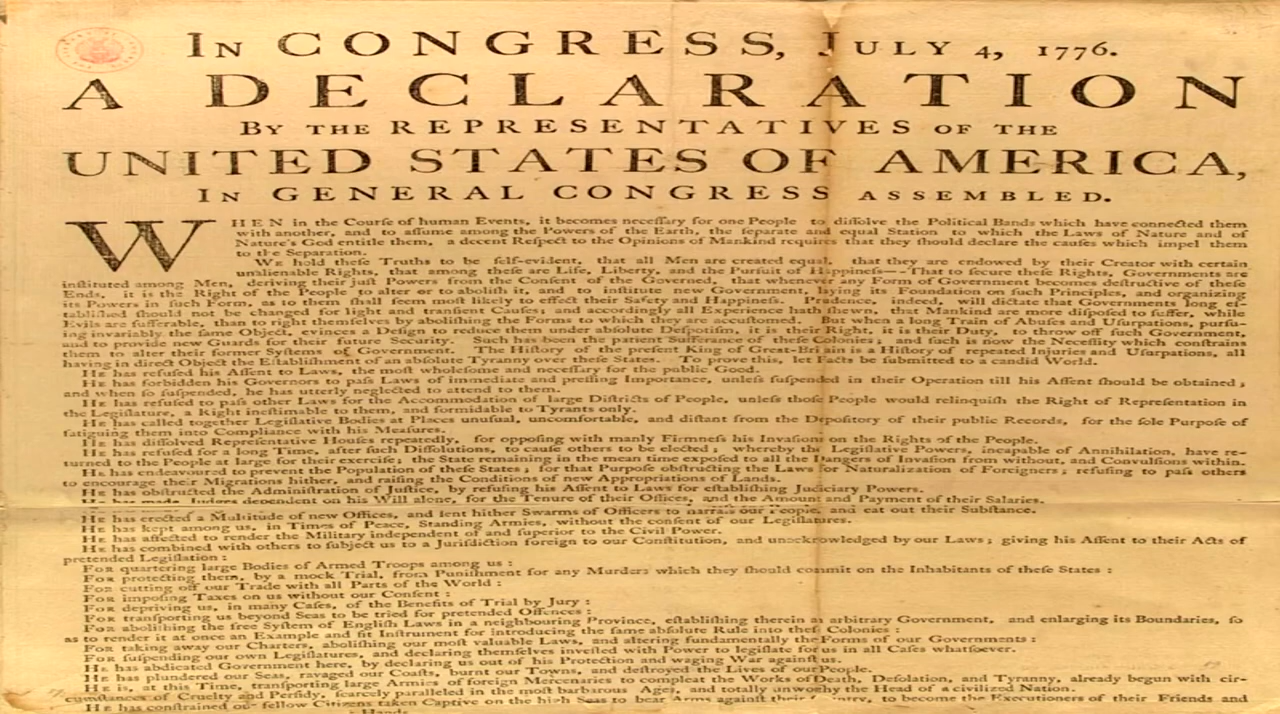 IN CONGRESS, JULY 4, 1776.
A DECLARATION
BY THE REPRESENTATIVES OF THE
UNITED STATES OF AMERICA,
IN GENERAL CONGRESS ASSEMBLED.
WHEN in the Courſe of human Events, it becomes neceſſary for one People to diſſolve the Political Bands which have connected them
with another, and to aſſume among the Powers of the Earth, the ſeparate and equal Station to which the Laws of Nature and of
Nature's God entitle them, a decent Reſpect to the Opinions of Mankind requires that they ſhould declare the cauſes which impel them
to the Separation.
WE hold theſe Truths to be ſelf-evident, that all Men are created equal, that they are endowed by their Creator with certain
unalienable Rights, that among theſe are Life, Liberty, and the Purſuit of Happineſs—-That to ſecure theſe Rights, Governments are
inſtituted among Men, deriving their juſt Powers from the Conſent of the Governed, that whenever any Form of Government becomes deſtructive of theſe
Ends, it is the Right of the People to alter or to aboliſh it, and to inſtitute new Government, laying its Foundation on ſuch Principles, and organizing
its Powers in ſuch Form, as to them ſhall ſeem moſt likely to effect their Safety and Happineſs. Prudence, indeed, will dictate that Governments long eſ-
tabliſhed ſhould not be changed for light and tranſient Cauſes; and accordingly all Experience hath ſhewn, that Mankind are more diſpoſed to ſuffer, while
Evils are ſufferable, than to right themſelves by aboliſhing the Forms to which they are accuſtomed. But when a long Train of Abuſes and Uſurpations, purſu-
ing invariably the ſame Object, evinces a Deſign to reduce them under abſolute Deſpotiſm, it is their Right, it is their Duty, to throw off ſuch Government,
and to provide new Guards for their future Security. Such has been the patient Sufferance of theſe Colonies; and ſuch is now the Neceſſity which conſtrains
them to alter their former Syſtems of Government. The Hiſtory of the preſent King of Great-Britain is a Hiſtory of repeated Injuries and Uſurpations, all
having in direct Object the Eſtabliſhment of an abſolute Tyranny over theſe States. To prove this, let Facts be ſubmitted to a candid World.
HE has refuſed his Aſſent to Laws, the moſt wholeſome and neceſſary for the public Good.
HE has forbidden his Governors to paſs Laws of immediate and preſſing Importance, unleſs ſuſpended in their Operation till his Aſſent ſhould be obtained;
and when ſo ſuſpended, he has utterly neglected to attend to them.
HE has refuſed to paſs other Laws for the Accommodation of large Diſtricts of People, unleſs thoſe People would relinquiſh the Right of Repreſentation in
the Legiſlature, a Right ineſtimable to them, and formidable to Tyrants only.
HE has called together Legiſlative Bodies at Places unuſual, uncomfortable, and diſtant from the Depoſitory of their public Records, for the ſole Purpoſe of
fatiguing them into Compliance with his Meaſures.
HE has diſſolved Repreſentative Houſes repeatedly, for oppoſing with manly Firmneſs his Invaſions on the Rights of the People.
HE has refuſed for a long Time, after ſuch Diſſolutions, to cauſe others to be elected; whereby the Legiſlative Powers, incapable of Annihilation, have re-
turned to the People at large for their exerciſe; the State remaining in the mean time expoſed to all the Dangers of Invaſion from without, and Convulſions within.
HE has endeavoured to prevent the Population of theſe States; for that Purpoſe obſtructing the Laws for Naturalization of Foreigners; refuſing to paſs others
to encourage their Migrations hither, and raiſing the Conditions of new Appropriations of Lands.
HE has obſtructed the Adminiſtration of Juſtice, by refuſing his Aſſent to Laws for eſtabliſhing Judiciary Powers.
HE has made Judges dependent on his Will alone, for the Tenure of their Offices, and the Amount and Payment of their Salaries.
HE has erected a Multitude of new Offices, and ſent hither Swarms of Officers to harraſs our People, and eat out their Subſtance.
HE has kept among us, in Times of Peace, Standing Armies, without the conſent of our Legiſlatures.
HE has affected to render the Military independent of and ſuperior to the Civil Power.
HE has combined with others to ſubject us to a Juriſdiction foreign to our Conſtitution, and unacknowledged by our Laws; giving his Aſſent to their Acts of
pretended Legiſlation:
FOR quartering large Bodies of Armed Troops among us:
FOR protecting them, by a mock Trial, from Puniſhment for any Murders which they ſhould commit on the Inhabitants of theſe States:
FOR cutting off our Trade with all Parts of the World:
FOR impoſing Taxes on us without our Conſent:
FOR depriving us, in many Caſes, of the Benefits of Trial by Jury:
FOR tranſporting us beyond Seas to be tried for pretended Offences:
FOR aboliſhing the free Syſtem of Engliſh Laws in a neighbouring Province, eſtabliſhing therein an arbitrary Government, and enlarging its Boundaries, ſo
as to render it at once an Example and fit Inſtrument for introducing the ſame abſolute Rule into theſe Colonies:
FOR taking away our Charters, aboliſhing our moſt valuable Laws, and altering fundamentally the Forms of our Governments:
FOR ſuſpending our own Legiſlatures, and declaring themſelves inveſted with Power to legiſlate for us in all Caſes whatſoever.
HE has abdicated Government here, by declaring us out of his Protection and waging War againſt us.
HE has plundered our Seas, ravaged our Coaſts, burnt our Towns, and deſtroyed the Lives of our People.
HE is, at this Time, tranſporting large Armies of foreign Mercenaries to compleat the Works of Death, Deſolation, and Tyranny, already begun with cir-
cumſtances of Cruelty and Perfidy, ſcarcely paralleled in the moſt barbarous Ages, and totally unworthy the Head of a civilized Nation.
HE has conſtrained our fellow Citizens taken Captive on the high Seas to bear Arms againſt their Country, to become the Executioners of their Friends and
Hands.